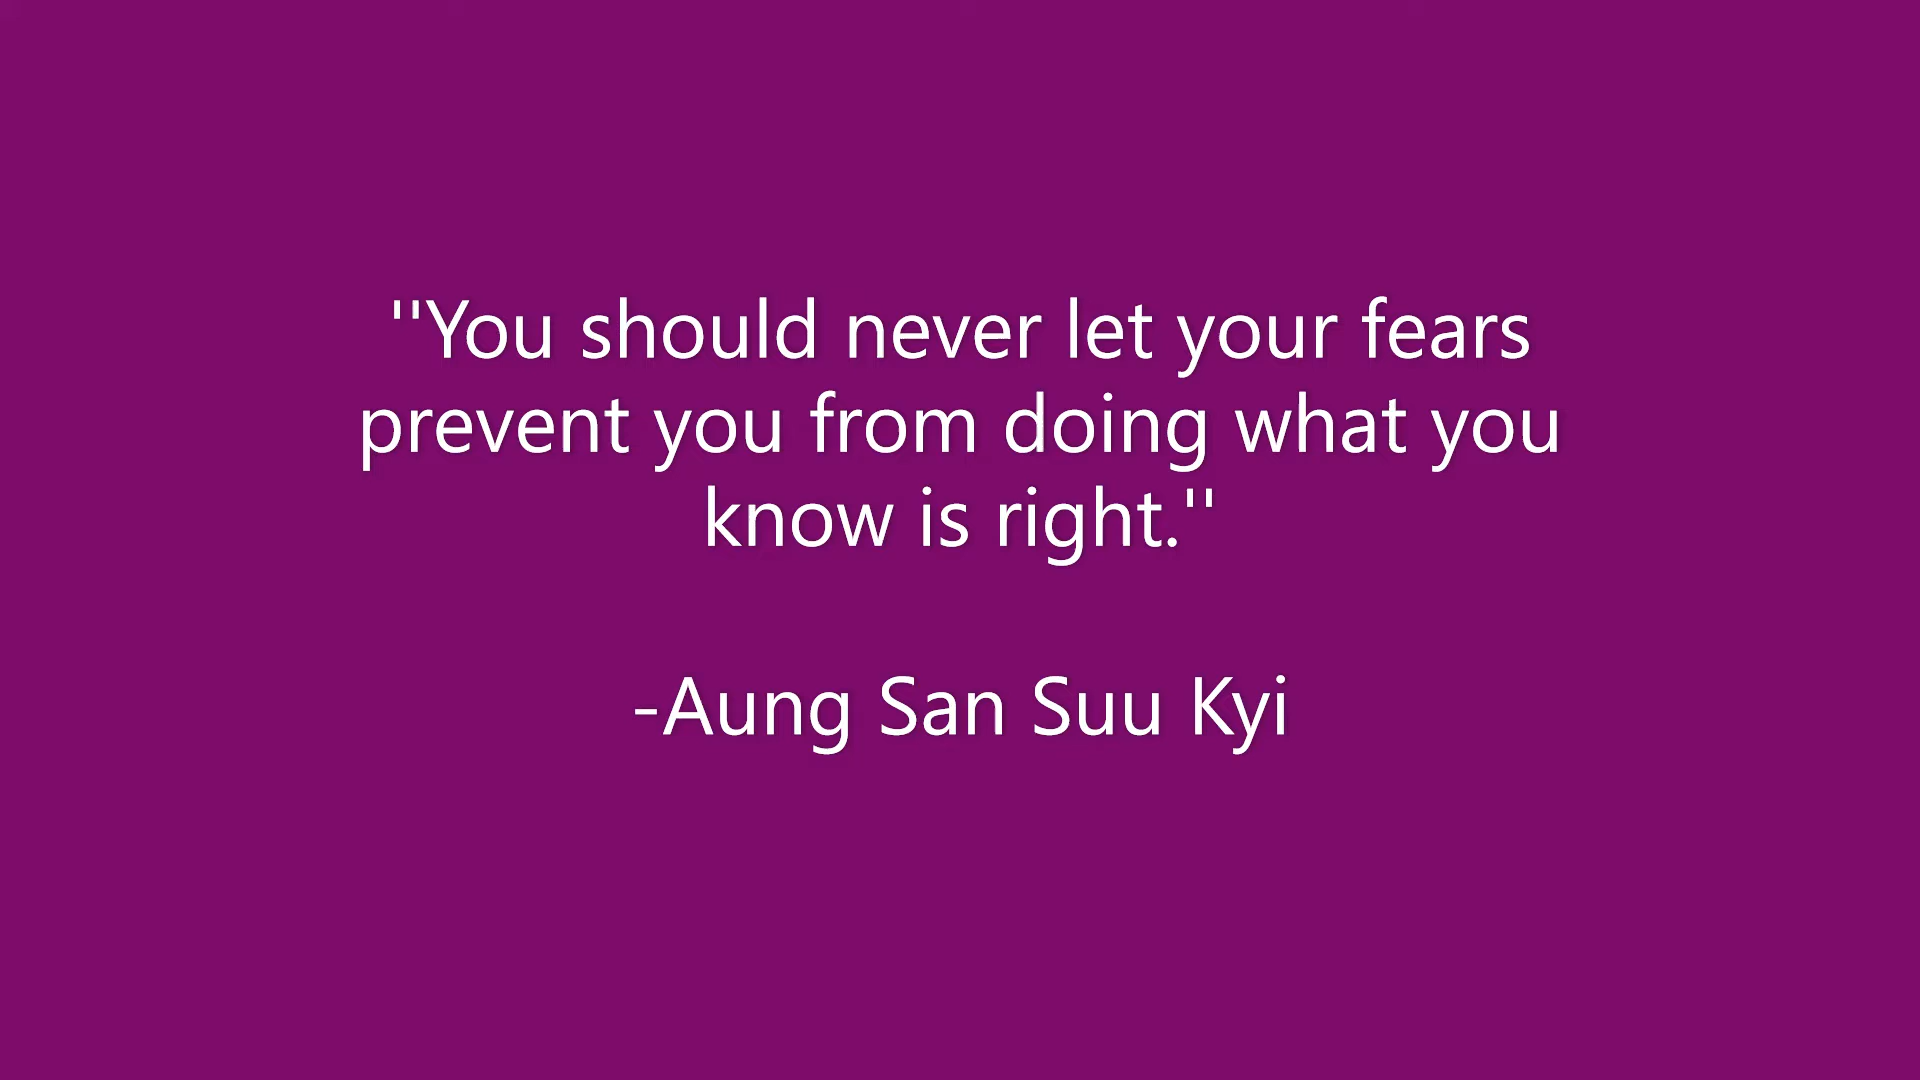 ''You should never let your fears
prevent you from doing what you
know is right.''
-Aung San Suu Kyi